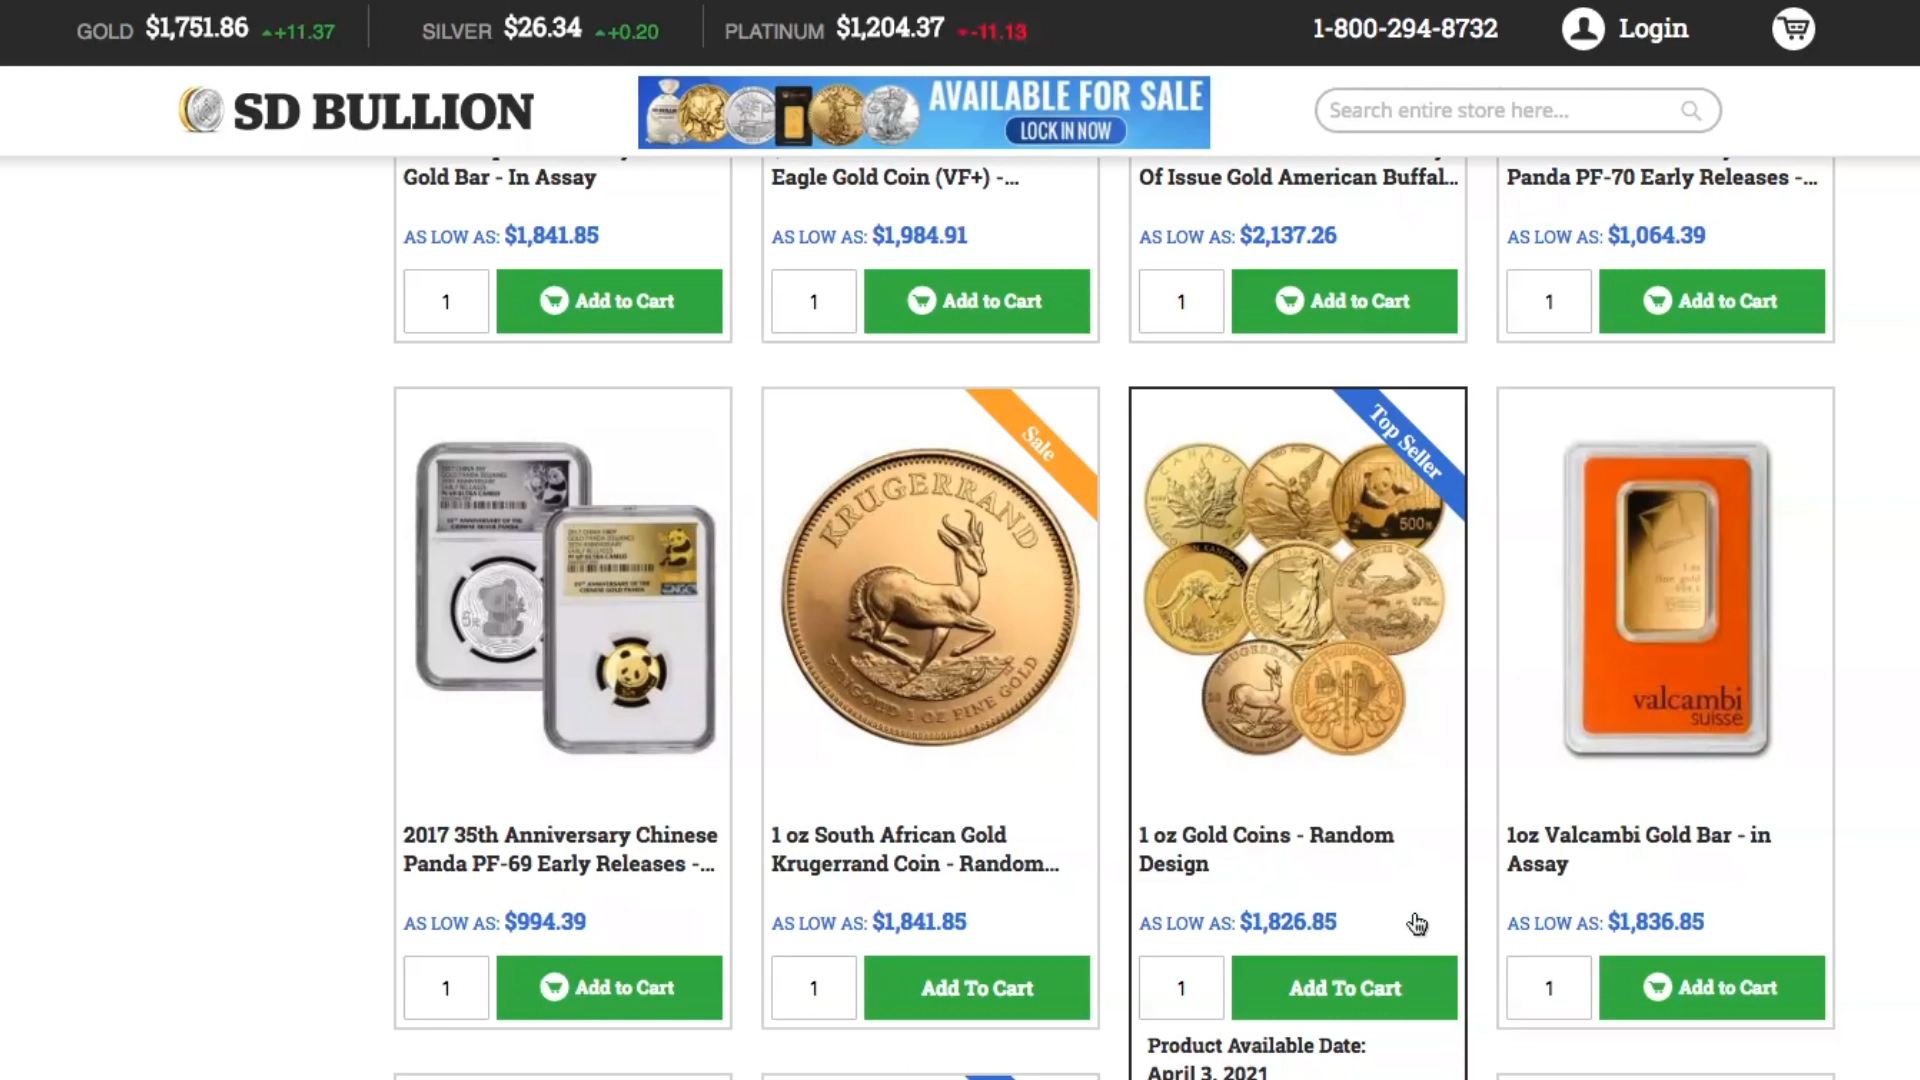 GOLD $1,751.86 +11.37
SILVER $26.34 +0.20
PLATINUM $1,204.37 -11.13
1-800-294-8732
Login
SD BULLION
AVAILABLE FOR SALE
LOCK IN NOW
Search entire store here...
Gold Bar - In Assay
Eagle Gold Coin (VF+) -...
Of Issue Gold American Buffal...
Panda PF-70 Early Releases -...
AS LOW AS: $1,841.85
AS LOW AS: $1,984.91
AS LOW AS: $2,137.26
AS LOW AS: $1,064.39
1 Add to Cart
1 Add to Cart
1 Add to Cart
1 Add to Cart
Sale
Top Seller
KRUGERRAND
1 OZ FINE GOLD
CANADA
500
KRUGERRAND
valcambi
suisse
2017 35th Anniversary Chinese
Panda PF-69 Early Releases -...
1 oz South African Gold
Krugerrand Coin - Random...
1 oz Gold Coins - Random
Design
1oz Valcambi Gold Bar - in
Assay
AS LOW AS: $994.39
AS LOW AS: $1,841.85
AS LOW AS: $1,826.85
AS LOW AS: $1,836.85
1 Add to Cart
1 Add To Cart
1 Add To Cart
1 Add to Cart
Product Available Date:
April 3, 2021